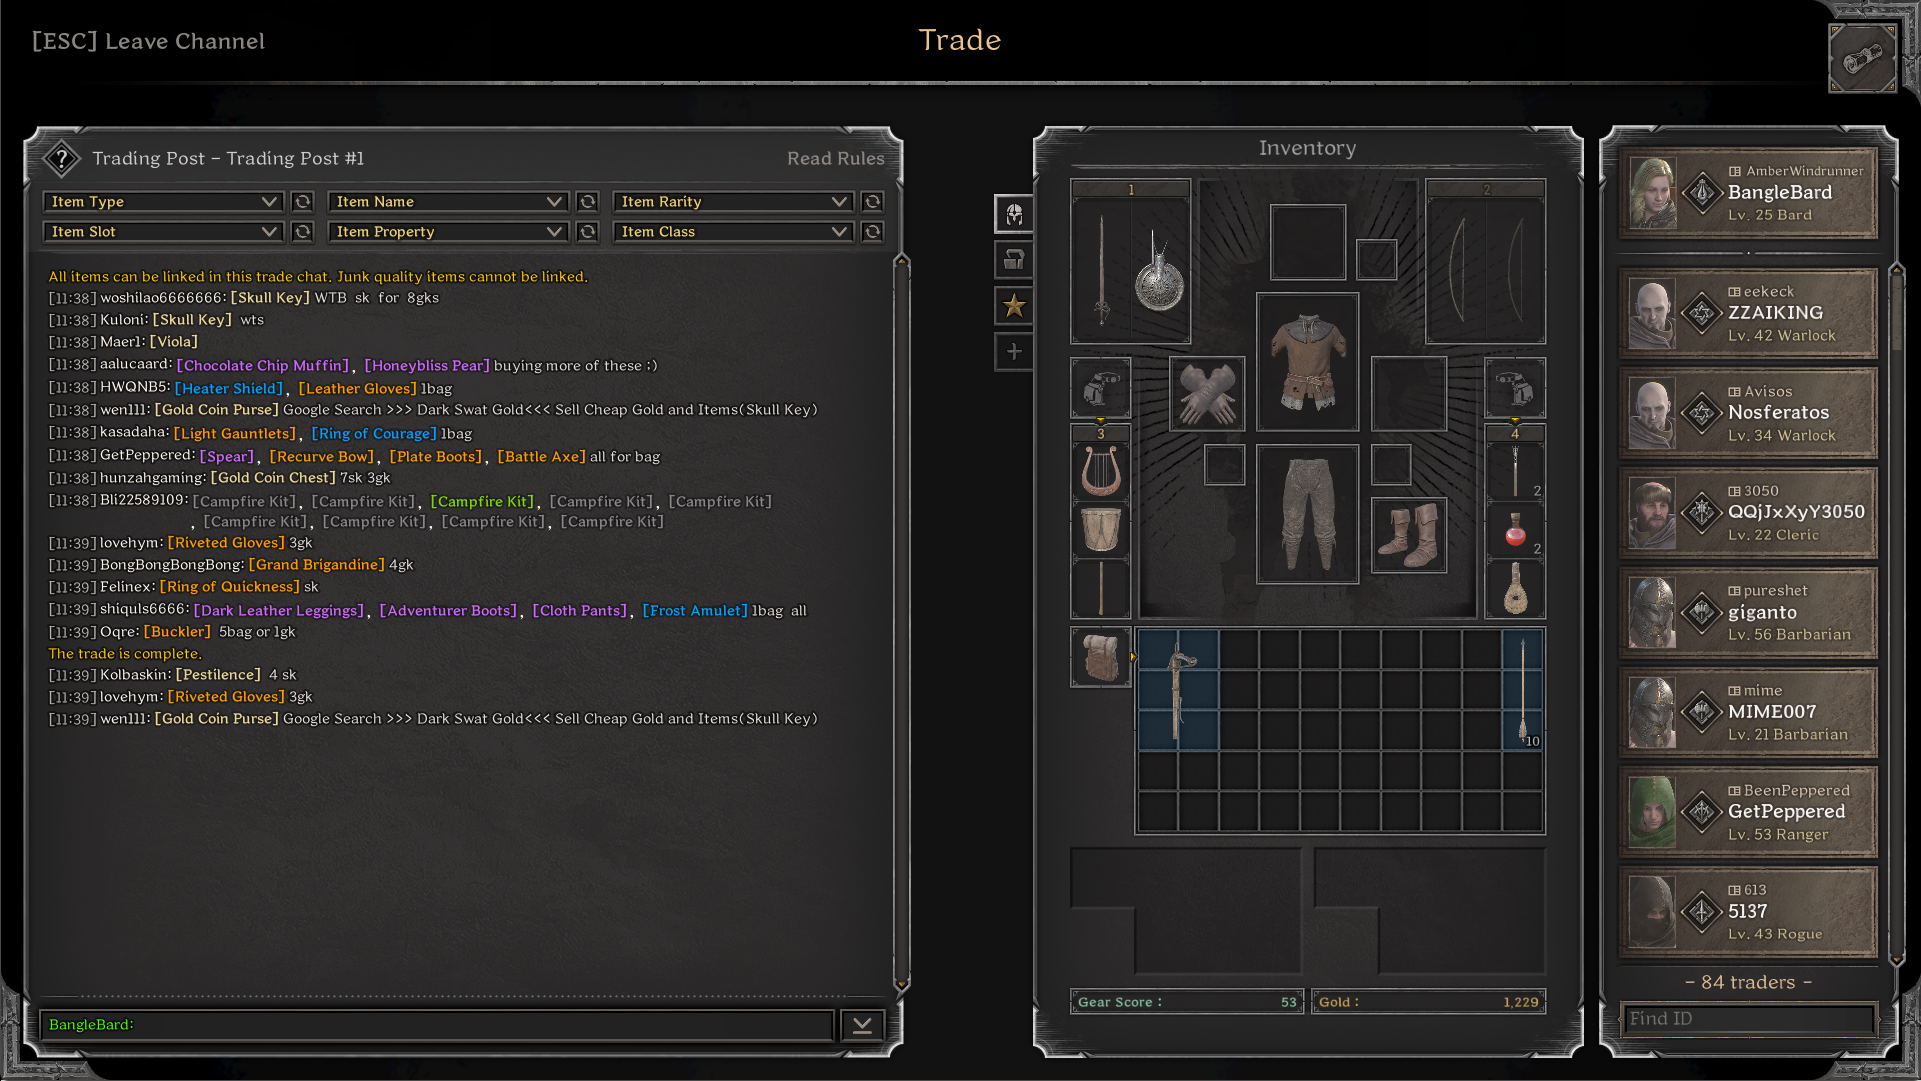 [ESC] Leave Channel
Trade
Trading Post - Trading Post #1
Read Rules
Item Type
Item Name
Item Rarity
Item Slot
Item Property
Item Class
All items can be linked in this trade chat. Junk quality items cannot be linked.
[11:38] woshilao6666666: [Skull Key] WTB sk for 8gks
[11:38] Kuloni: [Skull Key] wts
[11:38] Maer1: [Viola]
[11:38] aalucaard: [Chocolate Chip Muffin], [Honeybliss Pear] buying more of these ;)
[11:38] HWQNB5: [Heater Shield], [Leather Gloves] 1bag
[11:38] wen111: [Gold Coin Purse] Google Search >>> Dark Swat Gold<<< Sell Cheap Gold and Items(Skull Key)
[11:38] kasadaha: [Light Gauntlets], [Ring of Courage] 1bag
[11:38] GetPeppered: [Spear], [Recurve Bow], [Plate Boots], [Battle Axe] all for bag
[11:38] hunzahgaming: [Gold Coin Chest] 7sk 3gk
[11:38] Bli22589109: [Campfire Kit], [Campfire Kit], [Campfire Kit], [Campfire Kit], [Campfire Kit]
, [Campfire Kit], [Campfire Kit], [Campfire Kit], [Campfire Kit]
[11:39] lovehym: [Riveted Gloves] 3gk
[11:39] BongBongBongBong: [Grand Brigandine] 4gk
[11:39] Felinex: [Ring of Quickness] sk
[11:39] shiquls6666: [Dark Leather Leggings], [Adventurer Boots], [Cloth Pants], [Frost Amulet] 1bag all
[11:39] Oqre: [Buckler] 5bag or 1gk
The trade is complete.
[11:39] Kolbaskin: [Pestilence] 4 sk
[11:39] lovehym: [Riveted Gloves] 3gk
[11:39] wen111: [Gold Coin Purse] Google Search >>> Dark Swat Gold<<< Sell Cheap Gold and Items(Skull Key)
BangleBard:
Inventory
1
2
3
4
2
2
10
Gear Score : 53
Gold : 1,229
AmberWindrunner
BangleBard
Lv. 25 Bard
eekeck
ZZAIKING
Lv. 42 Warlock
Avisos
Nosferatos
Lv. 34 Warlock
3050
QQjJxXyY3050
Lv. 22 Cleric
pureshet
giganto
Lv. 56 Barbarian
mime
MIME007
Lv. 21 Barbarian
BeenPeppered
GetPeppered
Lv. 53 Ranger
613
5137
Lv. 43 Rogue
- 84 traders -
Find ID